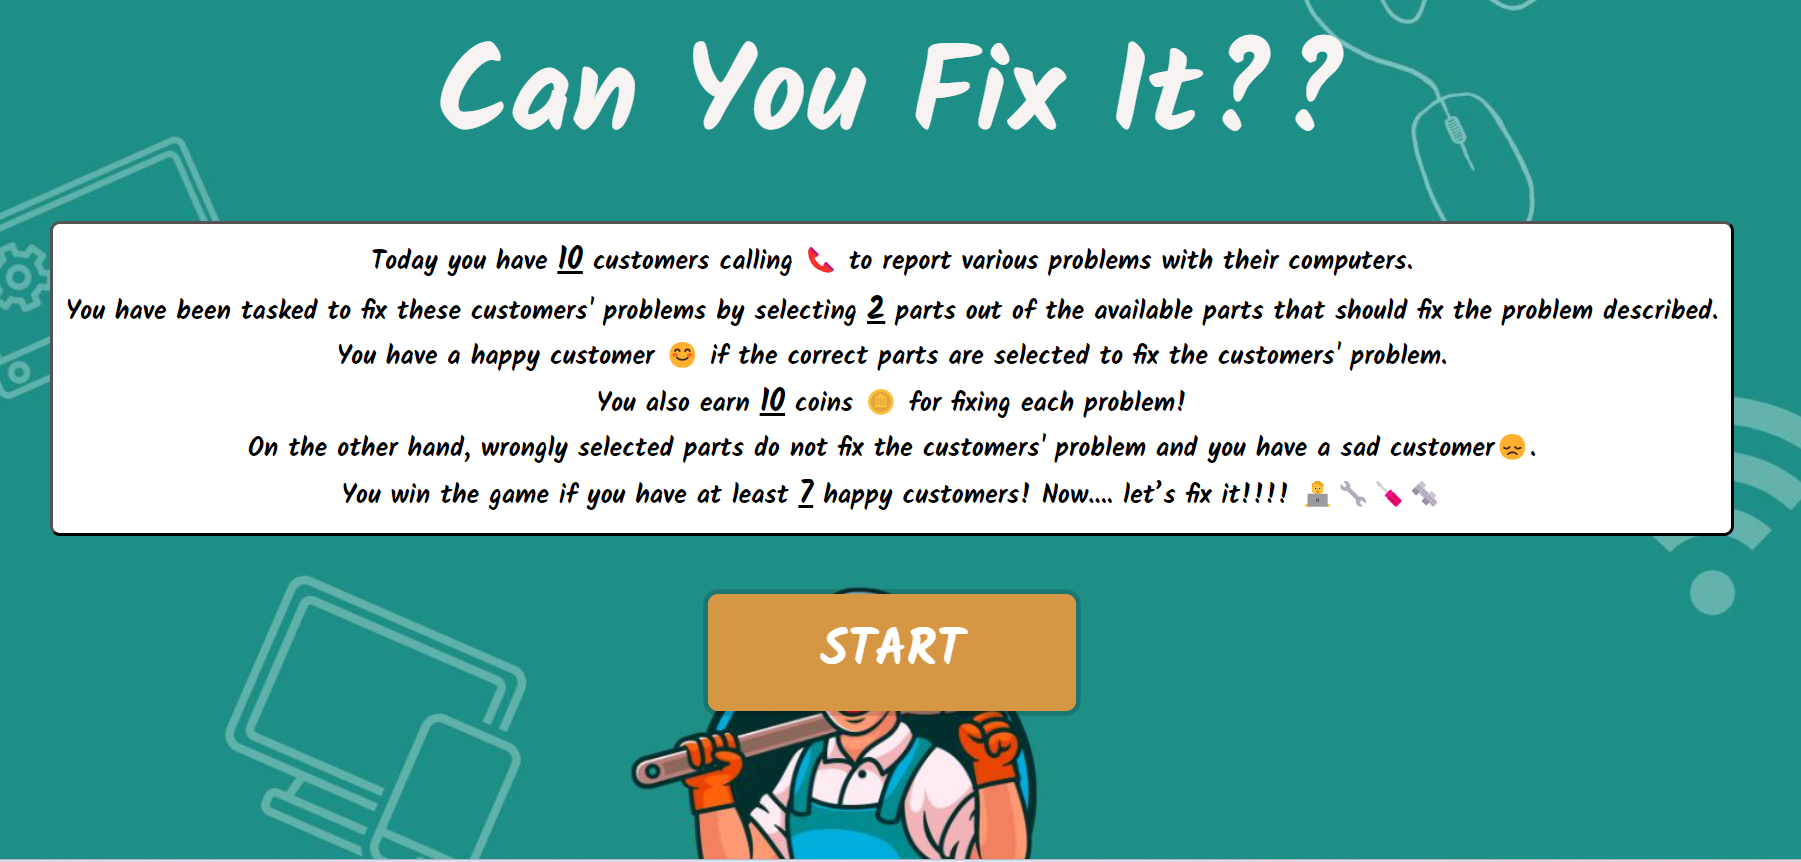 Can You Fix It??
Today you have 10 customers calling 📞 to report various problems with their computers.
You have been tasked to fix these customers' problems by selecting 2 parts out of the available parts that should fix the problem described.
You have a happy customer 😊 if the correct parts are selected to fix the customers' problem.
You also earn 10 coins 🪙 for fixing each problem!
On the other hand, wrongly selected parts do not fix the customers' problem and you have a sad customer😞.
You win the game if you have at least 7 happy customers! Now.... let’s fix it!!!! 🧑‍💻🔧🪛🔩
START